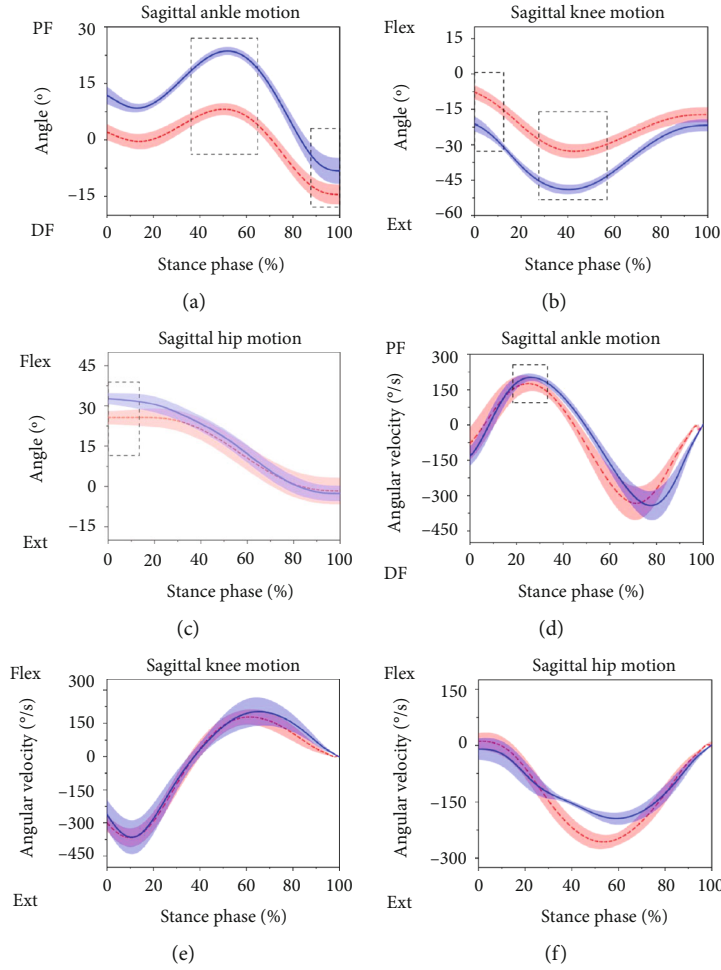 Sagittal ankle motion
PF
Angle (°)
30
15
0
−15
DF
0 20 40 60 80 100
Stance phase (%)
(a)
Sagittal knee motion
Flex
Angle (°)
0
−15
−30
−45
−60
Ext
0 20 40 60 80 100
Stance phase (%)
(b)
Sagittal hip motion
Flex
Angle (°)
45
30
15
0
−15
Ext
0 20 40 60 80 100
Stance phase (%)
(c)
Sagittal ankle motion
PF
Angular velocity (°/s)
300
150
0
−150
−300
−450
DF
0 20 40 60 80 100
Stance phase (%)
(d)
Sagittal knee motion
Flex
Angular velocity (°/s)
300
150
0
−150
−300
−450
Ext
0 20 40 60 80 100
Stance phase (%)
(e)
Sagittal hip motion
Flex
Angular velocity (°/s)
150
0
−150
−300
Ext
0 20 40 60 80 100
Stance phase (%)
(f)